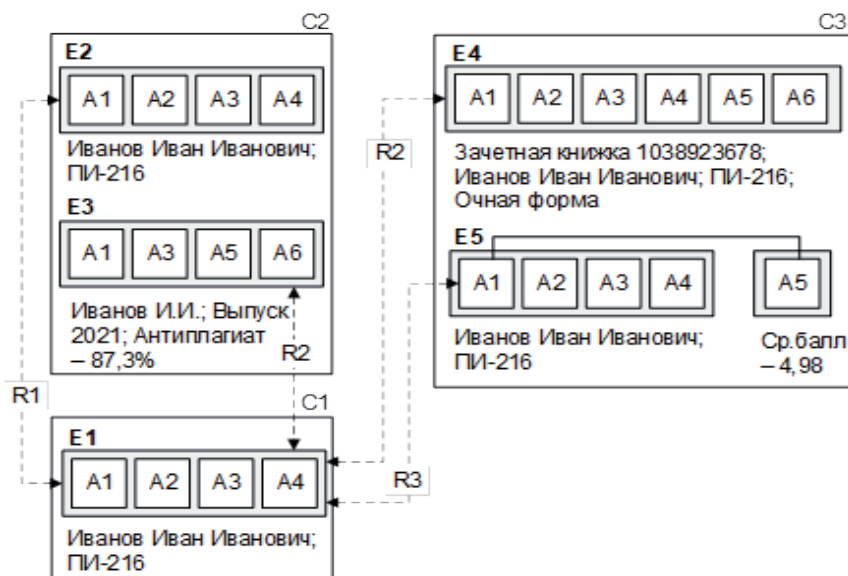 C2
E2
A1 A2 A3 A4
Иванов Иван Иванович;
ПИ-216
E3
A1 A3 A5 A6
Иванов И.И.; Выпуск
2021; Антиплагиат
– 87,3%
R1
R2
C1
E1
A1 A2 A3 A4
Иванов Иван Иванович;
ПИ-216
R2
R3
C3
E4
A1 A2 A3 A4 A5 A6
Зачетная книжка 1038923678;
Иванов Иван Иванович; ПИ-216;
Очная форма
E5
A1 A2 A3 A4 A5
Иванов Иван Иванович;
ПИ-216
Ср.балл
– 4,98